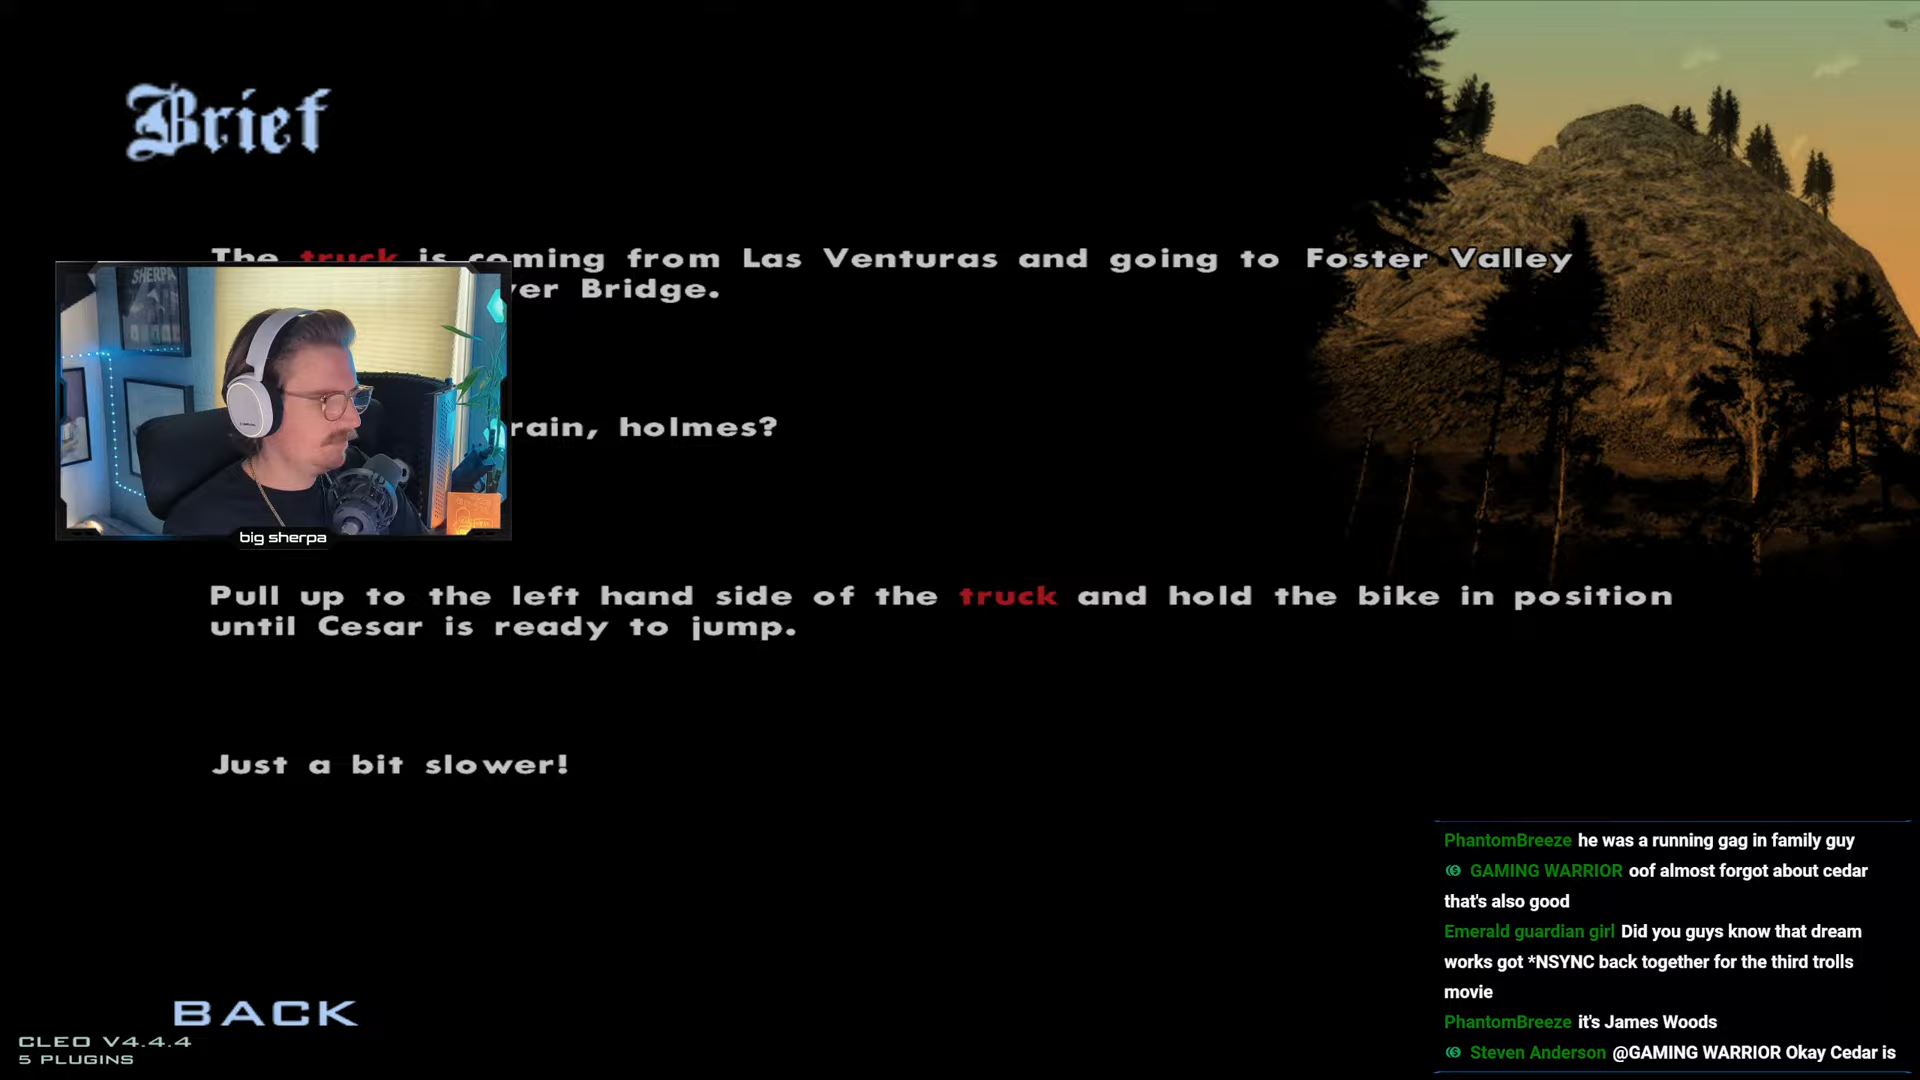 Brief
The truck is coming from Las Venturas and going to Foster Valley
ver Bridge.
rain, holmes?
SHERPA
big sherpa
Pull up to the left hand side of the truck and hold the bike in position
until Cesar is ready to jump.
Just a bit slower!
BACK
CLEO V4.4.4
5 PLUGINS
PhantomBreeze he was a running gag in family guy
GAMING WARRIOR oof almost forgot about cedar
that's also good
Emerald guardian girl Did you guys know that dream
works got *NSYNC back together for the third trolls
movie
PhantomBreeze it's James Woods
Steven Anderson @GAMING WARRIOR Okay Cedar is